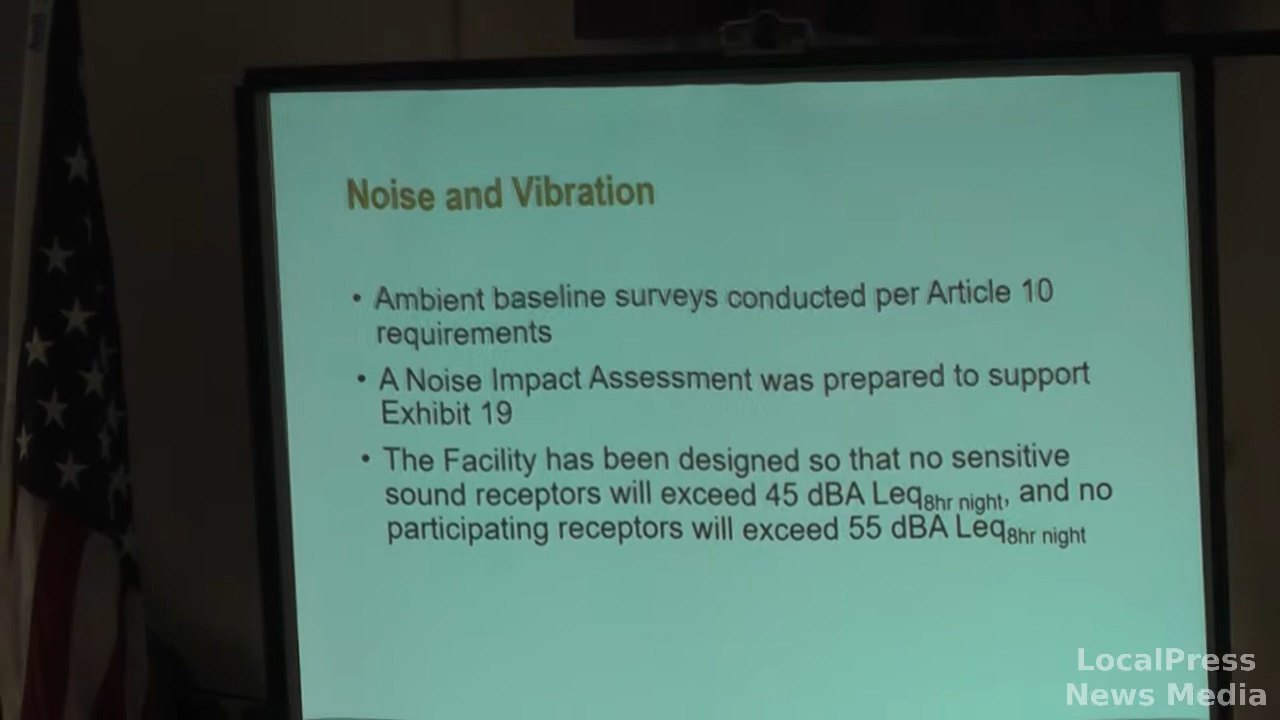 Noise and Vibration
• Ambient baseline surveys conducted per Article 10
requirements
• A Noise Impact Assessment was prepared to support
Exhibit 19
• The Facility has been designed so that no sensitive
sound receptors will exceed 45 dBA Leq8hr night, and no
participating receptors will exceed 55 dBA Leq8hr night
LocalPress
News Media